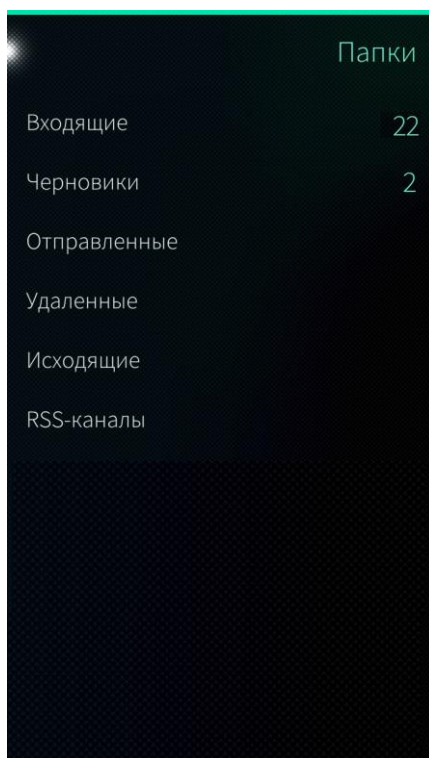 Папки
Входящие 22
Черновики 2
Отправленные
Удаленные
Исходящие
RSS-каналы